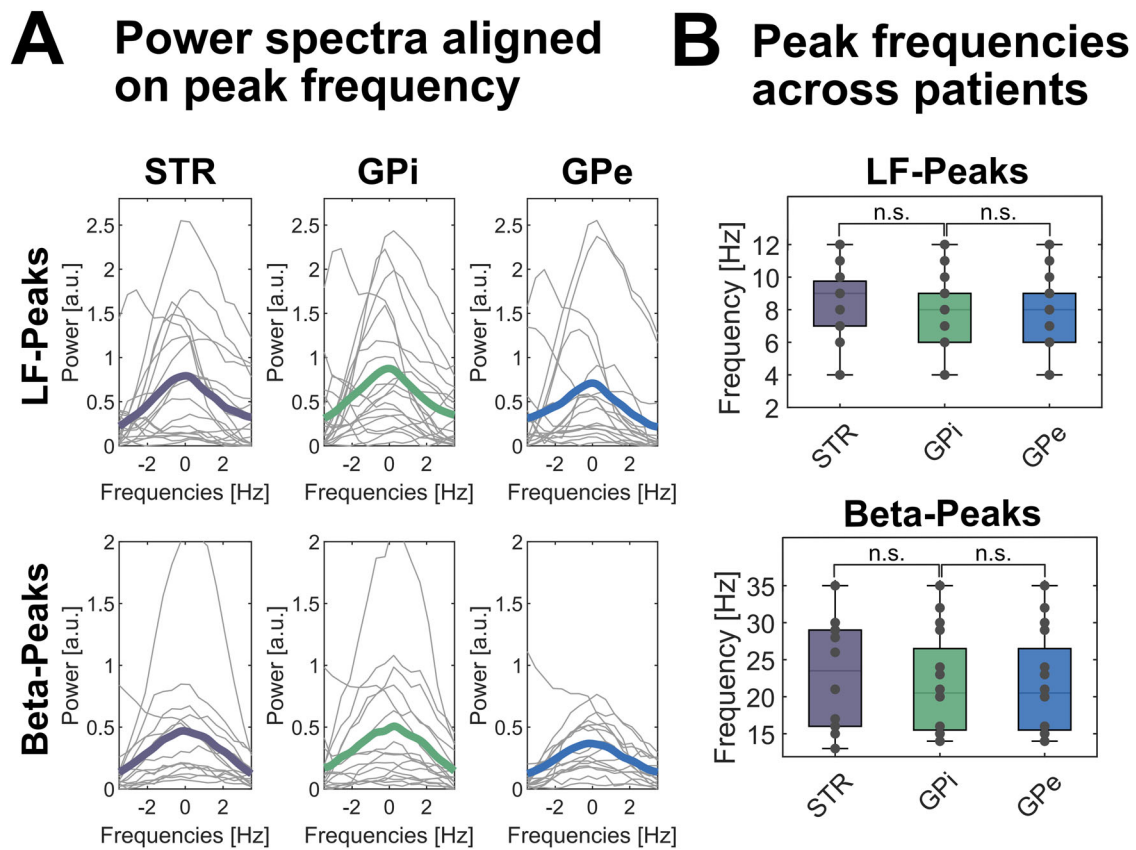 A
Power spectra aligned
on peak frequency
B
Peak frequencies
across patients
STR
GPi
GPe
LF-Peaks
Power [a.u.]
2.5
2
1.5
1
0.5
0
-2 0 2
Frequencies [Hz]
Power [a.u.]
2.5
2
1.5
1
0.5
0
-2 0 2
Frequencies [Hz]
Power [a.u.]
2.5
2
1.5
1
0.5
0
-2 0 2
Frequencies [Hz]
Beta-Peaks
Power [a.u.]
2
1.5
1
0.5
0
-2 0 2
Frequencies [Hz]
Power [a.u.]
2
1.5
1
0.5
0
-2 0 2
Frequencies [Hz]
Power [a.u.]
2
1.5
1
0.5
0
-2 0 2
Frequencies [Hz]
LF-Peaks
n.s. n.s.
Frequency [Hz]
12
10
8
6
4
2
STR GPi GPe
Beta-Peaks
n.s. n.s.
Frequency [Hz]
35
30
25
20
15
STR GPi GPe